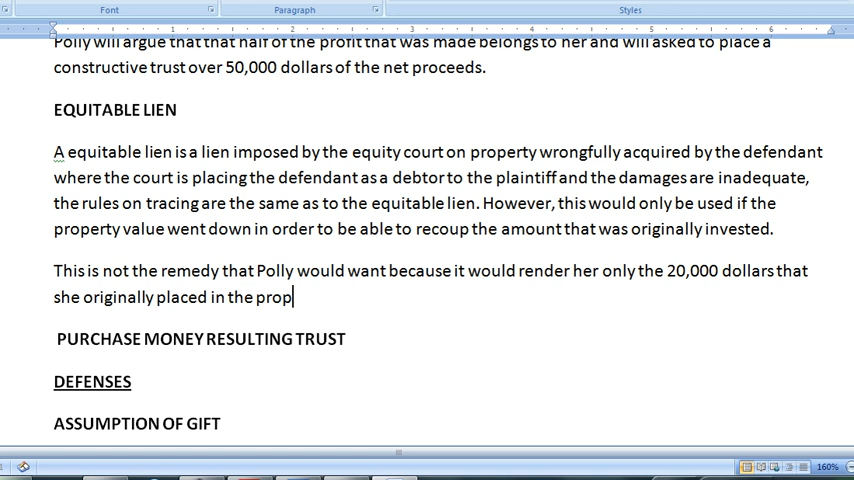 Font Paragraph Styles
1 2 3 4 5 6
Polly will argue that that half of the profit that was made belongs to her and will asked to place a
constructive trust over 50,000 dollars of the net proceeds.
EQUITABLE LIEN
A equitable lien is a lien imposed by the equity court on property wrongfully acquired by the defendant
where the court is placing the defendant as a debtor to the plaintiff and the damages are inadequate,
the rules on tracing are the same as to the equitable lien. However, this would only be used if the
property value went down in order to be able to recoup the amount that was originally invested.
This is not the remedy that Polly would want because it would render her only the 20,000 dollars that
she originally placed in the prop
PURCHASE MONEY RESULTING TRUST
DEFENSES
ASSUMPTION OF GIFT
160%